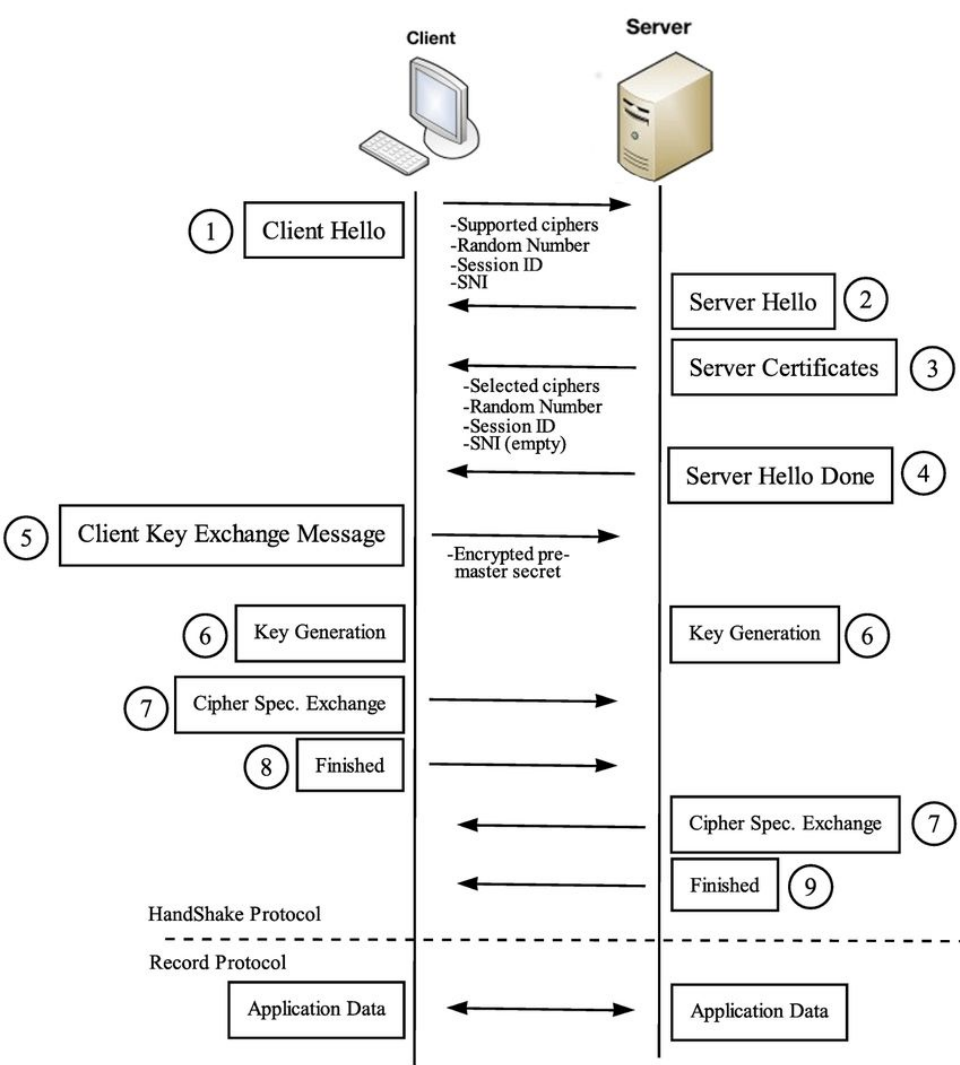 Client
Server
1
Client Hello
-Supported ciphers
-Random Number
-Session ID
-SNI
Server Hello
2
Server Certificates
3
-Selected ciphers
-Random Number
-Session ID
-SNI (empty)
Server Hello Done
4
5
Client Key Exchange Message
-Encrypted pre-
master secret
6
Key Generation
Key Generation
6
7
Cipher Spec. Exchange
8
Finished
Cipher Spec. Exchange
7
Finished
9
HandShake Protocol
Record Protocol
Application Data
Application Data